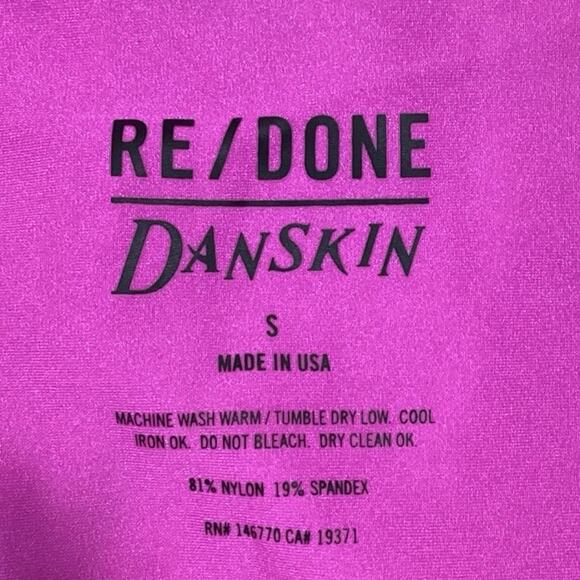 RE/DONE
DANSKIN
S
MADE IN USA
MACHINE WASH WARM / TUMBLE DRY LOW. COOL
IRON OK. DO NOT BLEACH. DRY CLEAN OK.
81% NYLON 19% SPANDEX
RN# 146770 CA# 19371